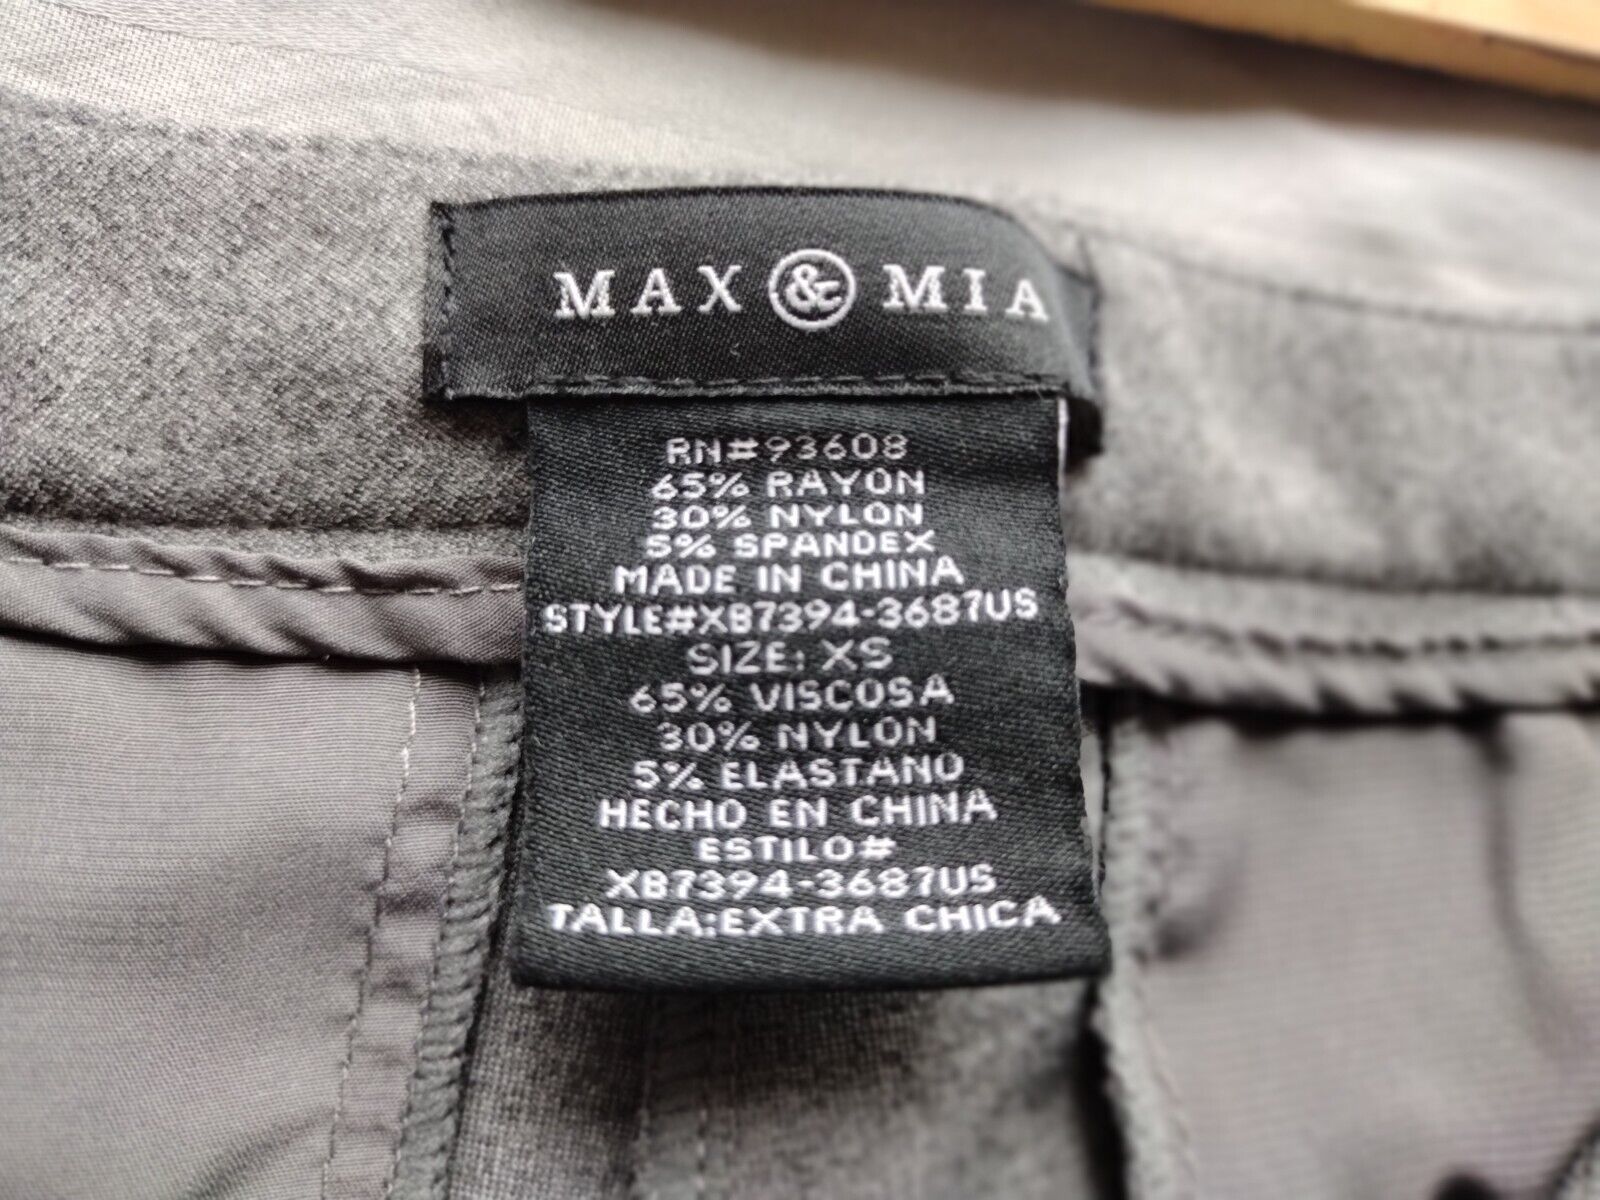 MAX & MIA
RN#93608
65% RAYON
30% NYLON
5% SPANDEX
MADE IN CHINA
STYLE#XB7394-3687US
SIZE: XS
65% VISCOSA
30% NYLON
5% ELASTANO
HECHO EN CHINA
ESTILO#
XB7394-3687US
TALLA:EXTRA CHICA